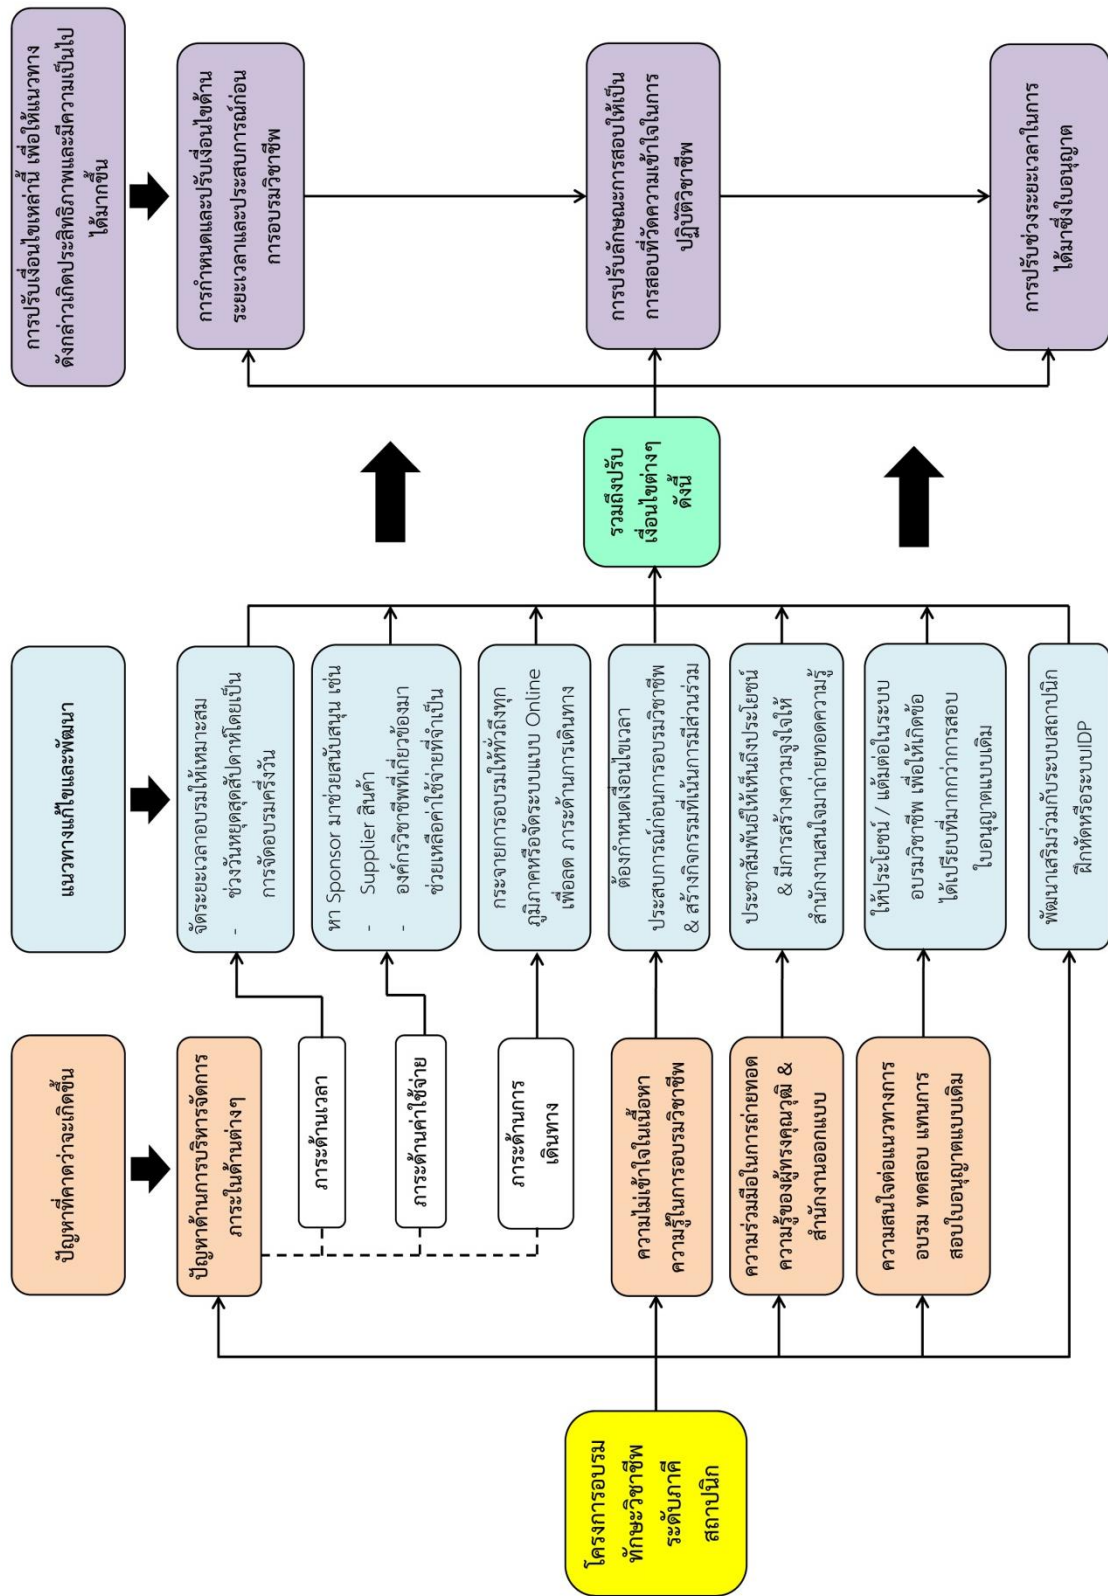 โครงการอบรม
ทักษะวิชาชีพ
ระดับภาคี
สถาปนิก
ปัญหาที่คาดว่าจะเกิดขึ้น
ปัญหาด้านการบริหารจัดการ
ภาระในด้านต่างๆ
ภาระด้านเวลา
ภาระด้านค่าใช้จ่าย
ภาระด้านการ
เดินทาง
ความไม่เข้าใจในเนื้อหา
ความรู้ในการอบรมวิชาชีพ
ความร่วมมือในการถ่ายทอด
ความรู้ของผู้ทรงคุณวุฒิ &
สำนักงานออกแบบ
ความสนใจต่อแนวทางการ
อบรม ทดสอบ แทนการ
สอบใบอนุญาตแบบเดิม
แนวทางแก้ไขและพัฒนา
จัดระยะเวลาอบรมให้เหมาะสม
- ช่วงวันหยุดสุดสัปดาห์โดยเป็น
การจัดอบรมครึ่งวัน
หา Sponsor มาช่วยสนับสนุน เช่น
- Supplier สินค้า
- องค์กรวิชาชีพที่เกี่ยวข้องมา
ช่วยเหลือค่าใช้จ่ายที่จำเป็น
กระจายการอบรมให้ทั่วถึงทุก
ภูมิภาคหรือจัดระบบแบบ Online
เพื่อลด ภาระด้านการเดินทาง
ต้องกำหนดเงื่อนไขเวลา
ประสบการณ์ก่อนการอบรมวิชาชีพ
& สร้างกิจกรรมที่เน้นการมีส่วนร่วม
ประชาสัมพันธ์ให้เห็นถึงประโยชน์
& มีการสร้างความจูงใจให้
สำนักงานสนใจมาถ่ายทอดความรู้
ให้ประโยชน์ / แต้มต่อในระบบ
อบรมวิชาชีพ เพื่อให้เกิดข้อ
ได้เปรียบที่มากกว่าการสอบ
ใบอนุญาตแบบเดิม
พัฒนาเสริมร่วมกับระบบสถาปนิก
ฝึกหัดหรือระบบIDP
รวมถึงปรับ
เงื่อนไขต่างๆ
ดังนี้
การปรับเงื่อนไขเหล่านี้ เพื่อให้แนวทาง
ดังกล่าวเกิดประสิทธิภาพและมีความเป็นไป
ได้มากขึ้น
การกำหนดและปรับเงื่อนไขด้าน
ระยะเวลาและประสบการณ์ก่อน
การอบรมวิชาชีพ
การปรับลักษณะการสอบให้เป็น
การสอบที่วัดความเข้าใจในการ
ปฏิบัติวิชาชีพ
การปรับช่วงระยะเวลาในการ
ได้มาซึ่งใบอนุญาต